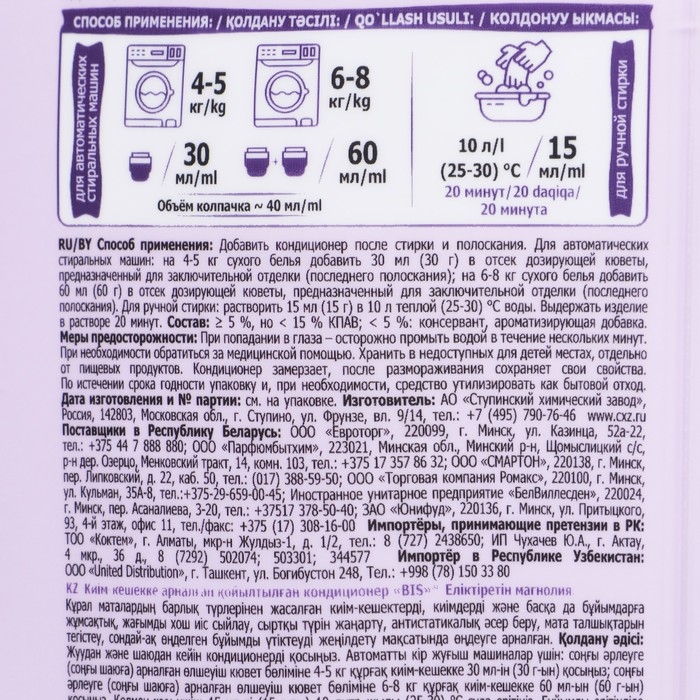 СПОСОБ ПРИМЕНЕНИЯ: / ҚОЛДАНУ ТӘСІЛІ: / QO`LLASH USULI: / КОЛДОНУУ ЫКМАСЫ:
для автоматических
стиральных машин
4-5
кг/kg
6-8
кг/kg
30
мл/ml
60
мл/ml
Объём колпачка ~ 40 мл/ml
10 л/l
(25-30) °C
15
мл/ml
20 минут/20 daqiqa/
20 минута
для ручной стирки
RU/BY Способ применения: Добавить кондиционер после стирки и полоскания. Для автоматических
стиральных машин: на 4-5 кг сухого белья добавить 30 мл (30 г) в отсек дозирующей кюветы,
предназначенный для заключительной отделки (последнего полоскания); на 6-8 кг сухого белья добавить
60 мл (60 г) в отсек дозирующей кюветы, предназначенный для заключительной отделки (последнего
полоскания). Для ручной стирки: растворить 15 мл (15 г) в 10 л теплой (25-30) °C воды. Выдержать изделие
в растворе 20 минут. Состав: ≥ 5 %, но < 15 % КПАВ; < 5 %: консервант, ароматизирующая добавка.
Меры предосторожности: При попадании в глаза – осторожно промыть водой в течение нескольких минут.
При необходимости обратиться за медицинской помощью. Хранить в недоступных для детей местах, отдельно
от пищевых продуктов. Кондиционер замерзает, после размораживания сохраняет свои свойства.
По истечении срока годности упаковку и, при необходимости, средство утилизировать как бытовой отход.
Дата изготовления и № партии: см. на упаковке. Изготовитель: АО «Ступинский химический завод»,
Россия, 142803, Московская обл., г. Ступино, ул. Фрунзе, вл. 9/14, тел.: +7 (495) 790-76-46 www.cxz.ru
Поставщики в Республику Беларусь: ООО «Евроторг», 220099, г. Минск, ул. Казинца, 52а-22,
тел.: +375 44 7 888 880; ООО «Парфюмбытхим», 223021, Минская обл., Минский р-н, Щомыслицкий с/с,
р-н дер. Озерцо, Менковский тракт, 14, комн. 103, тел.: +375 17 357 86 32; ООО «СМАРТОН», 220138, г. Минск,
пер. Липковский, д. 22, каб. 50, тел.: (017) 388-59-50; ООО «Торговая компания Ромакс», 220100, г. Минск,
ул. Кульман, 35А-8, тел.:+375-29-659-00-45; Иностранное унитарное предприятие «БелВиллесден», 220024,
г. Минск, пер. Асаналиева, 3-20, тел.: +37517 378-50-40; ЗАО «Юнифуд», 220136, г. Минск, ул. Притыцкого,
93, 4-й этаж, офис 11, тел./факс: +375 (17) 308-16-00 Импортёры, принимающие претензии в РК:
ТОО «Коктем», г. Алматы, мкр-н Жулдыз-1, д. 1/2, тел.: 8 (727) 2438650; ИП Чухачев Ю.А., г. Актау,
4 мкр., 36 д., 8 (7292) 502074; 503301; 344577 Импортёр в Республике Узбекистан:
ООО «United Distribution», г. Ташкент, ул. Богибустон 248, Тел.: +998 (78) 150 33 80
KZ Киім кешекке арналған қойылтылған кондиционер «BIS» Еліктіретін магнолия
Құрал маталардың барлық түрлерінен жасалған киім-кешектерді, киімдерді және басқа да бұйымдарға
жұмсақтық, жағымды хош иіс сыйлау, сыртқы түрін жаңарту, антистатикалық әсер беру, мата талшықтарын
тегістеу, сондай-ақ өңделген бұйымды үтіктеуді жеңілдету мақсатында өңдеуге арналған. Қолдану әдісі:
Жуудан және шаюдан кейін кондиционерді қосыңыз. Автоматты кір жуғыш машиналар үшін: соңғы әрлеуге
(соңғы шаюға) арналған өлшеуіш кювет бөліміне 4-5 кг құрғақ киім-кешекке 30 мл-ін (30 г-ын) қосыңыз; соңғы
әрлеуге (соңғы шаюға) арналған өлшеуіш кювет бөліміне 6-8 кг құрғақ киім-кешекке 60 мл-ын (60 г-ын)